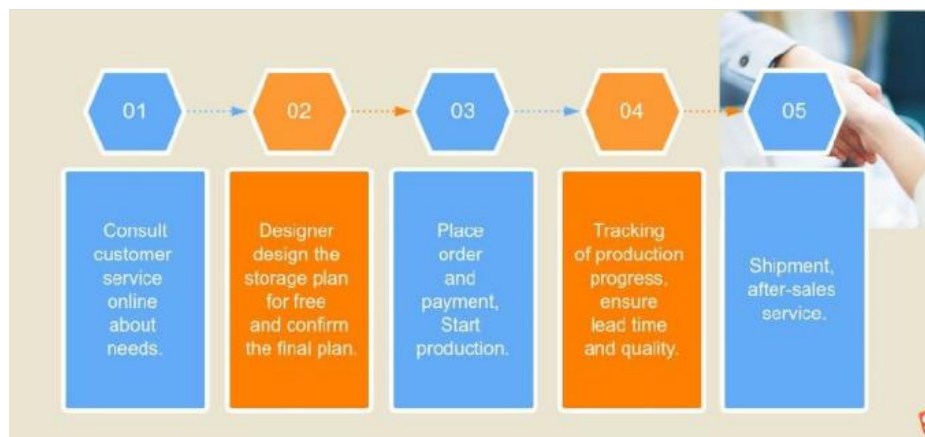 01
02
03
04
05
Consult
customer
service
online
about
needs.
Designer
design the
storage plan
for free
and confirm
the final plan.
Place
order
and
payment,
Start
production.
Tracking
of production
progress,
ensure
lead time
and quality.
Shipment,
after-sales
service.